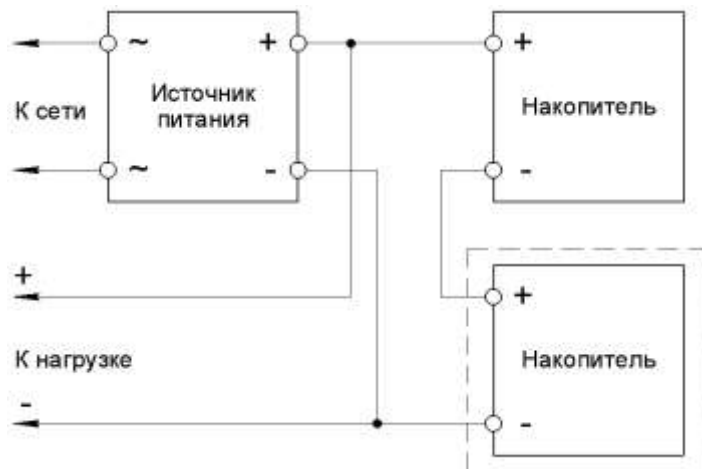 ~ +
+
К сети
Источник
питания
Накопитель
~ -
-
+
+
К нагрузке
Накопитель
-
-